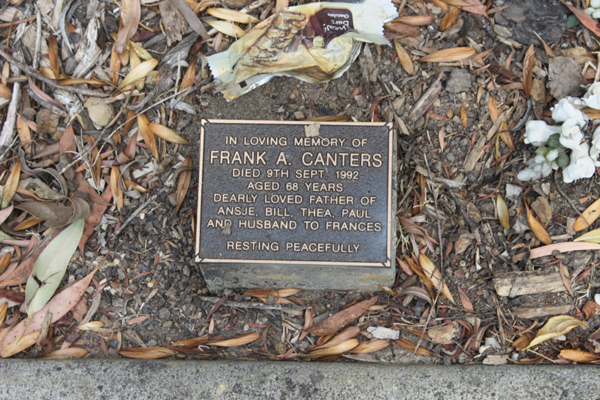 IN LOVING MEMORY OF
FRANK A. CANTERS
DIED 9TH SEPT. 1992
AGED 68 YEARS
DEARLY LOVED FATHER OF
ANSJE, BILL, THEA, PAUL
AND HUSBAND TO FRANCES
RESTING PEACEFULLY